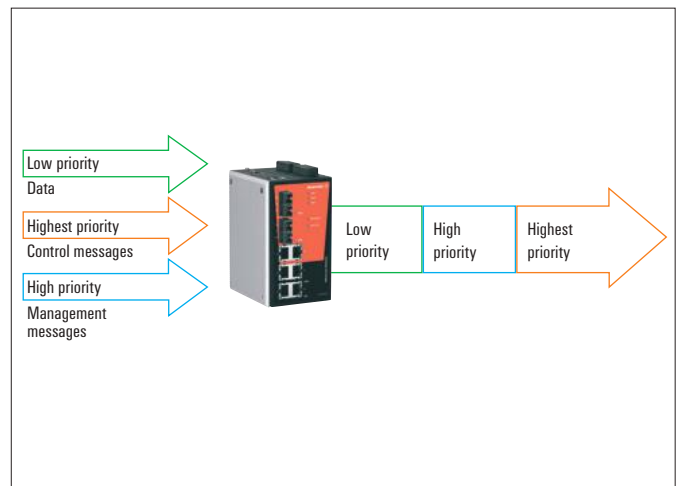 Low priority
Data
Highest priority
Control messages
High priority
Management
messages
Low
priority
High
priority
Highest
priority